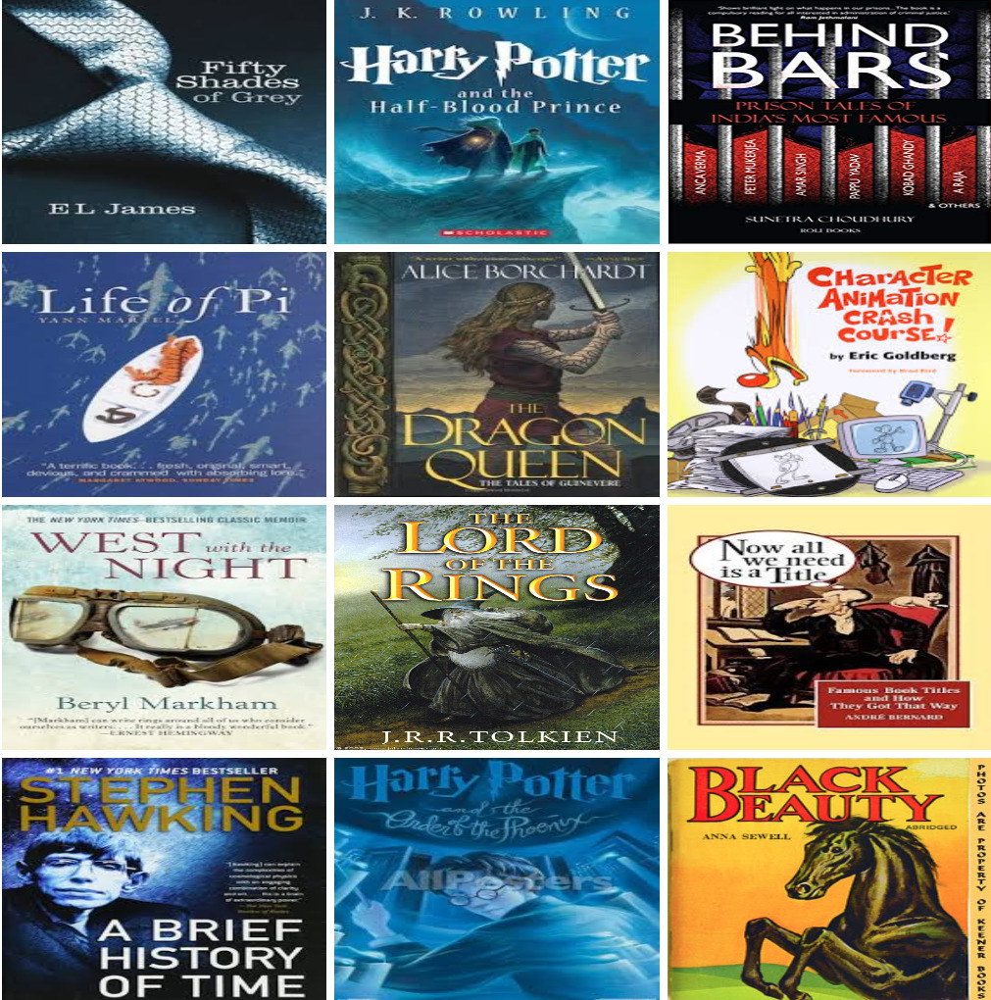 Fifty
Shades
of Grey
E L James
J. K. ROWLING
Harry Potter
and the
Half-Blood Prince
SCHOLASTIC
'Shows brilliant light on what happens in our prisons...The book is a
compulsory reading for all interested in administration of criminal justice.'
Ram Jethmalani
BEHIND
BARS
PRISON TALES OF
INDIA'S MOST FAMOUS
ANCA VERMA
PETER MUKERJEA
AMAR SINGH
PAPPU YADAV
KOBAD GHANDY
A RAJA
& OTHERS
SUNETRA CHOUDHURY
ROLI BOOKS
Life of Pi
YANN MARTEL
"A terrific book. . . fresh, original, smart,
devious, and crammed with absorbing lore."
MARGARET ATWOOD, SUNDAY TIMES
ALICE BORCHARDT
THE
DRAGON
QUEEN
THE TALES OF GUINEVERE
CHARACTER
ANIMATION
CRASH
COURSE!
by Eric Goldberg
Foreword by Brad Bird
THE NEW YORK TIMES-BESTSELLING CLASSIC MEMOIR
WEST with the
NIGHT
Beryl Markham
"[Markham] can write rings around all of us who consider
ourselves as writers. . . . It really is a bloody wonderful book."
—ERNEST HEMINGWAY
THE
LORD
OF THE
RINGS
J.R.R.TOLKIEN
Now all
we need
is a Title
Famous Book Titles
and How
They Got That Way
ANDRÉ BERNARD
#1 NEW YORK TIMES BESTSELLER
STEPHEN
HAWKING
"[Hawking] can explain
the complexities of
cosmological physics
with an engaging
combination of clarity
and wit. . . . His is a brain
of extraordinary power."
A BRIEF
HISTORY
OF TIME
Harry Potter
and the
Order of the Phoenix
AllPosters
BLACK
BEAUTY
ABRIDGED
ANNA SEWELL
PHOTOS ARE PROPERTY OF KEENER BOOKS